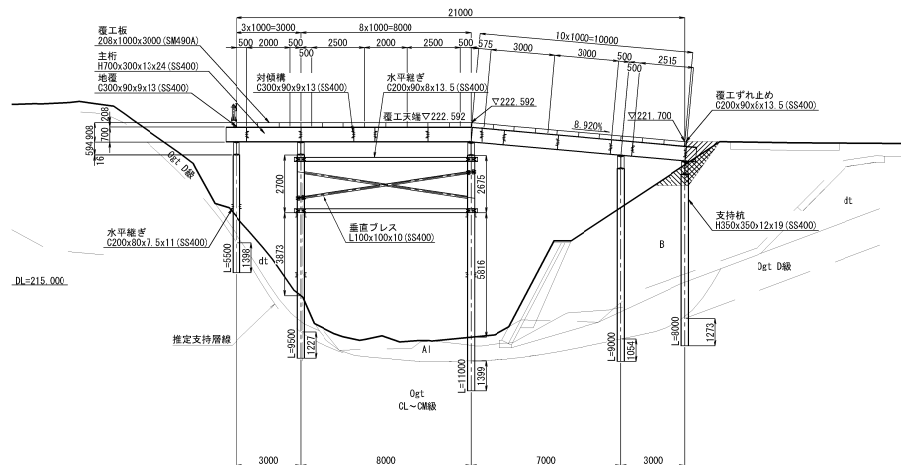 21000
3x1000=3000
8x1000=8000
10x1000=10000
500
2000
500
500
2500
2000
2500
500
575
3000
3000
500
500
2515
覆工板
208x1000x3000(SM490A)
主桁
H700x300x13x24(SS400)
地覆
C300x90x9x13(SS400)
対傾構
C300x90x9x13(SS400)
水平継ぎ
C200x90x8x13.5(SS400)
▽222.592
覆工天端▽222.592
8.920%
▽221.700
覆工ずれ止め
C200x90x8x13.5(SS400)
208
908
700
594
16
Ogt D級
2700
2675
垂直ブレス
L100x100x10(SS400)
水平継ぎ
C200x80x7.5x11(SS400)
支持杭
H350x350x12x19(SS400)
dt
B
Ogt D級
DL=215.000
L=5500
1398
dt
3873
5816
推定支持層線
L=9500
1227
Al
L=11000
1399
L=9000
1054
L=8000
1273
Ogt
CL～CM級
3000
8000
7000
3000